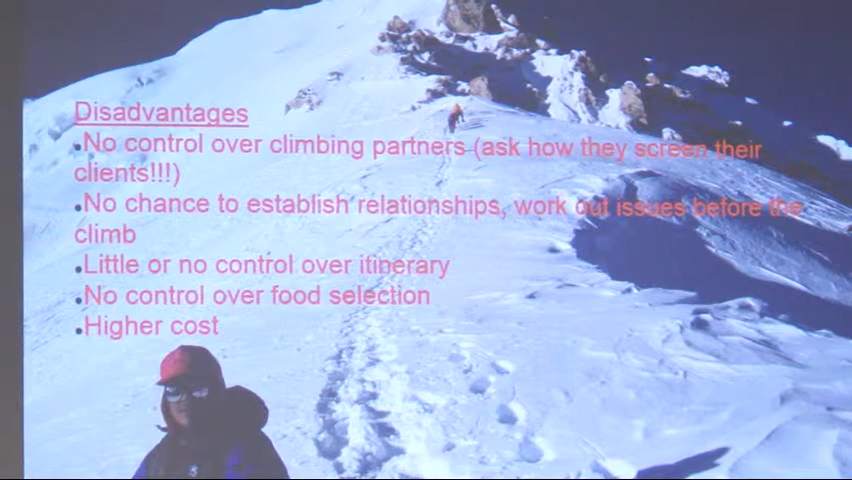 Disadvantages
•No control over climbing partners (ask how they screen their
clients!!!)
•No chance to establish relationships, work out issues before the
climb
•Little or no control over itinerary
•No control over food selection
•Higher cost